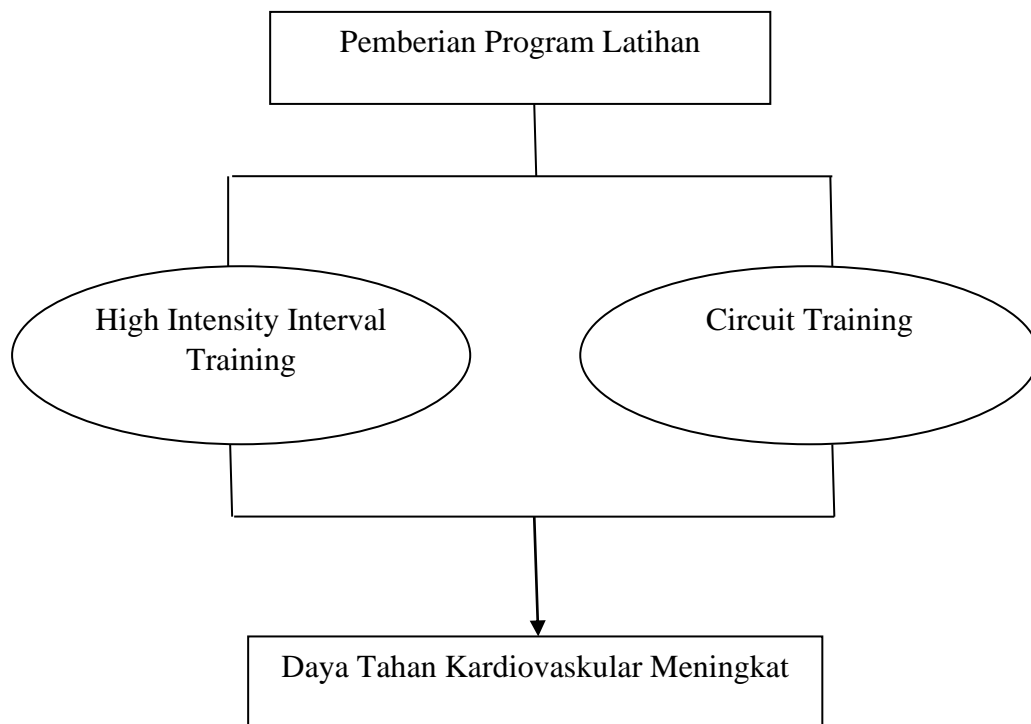 Pemberian Program Latihan
High Intensity Interval
Training
Circuit Training
Daya Tahan Kardiovaskular Meningkat